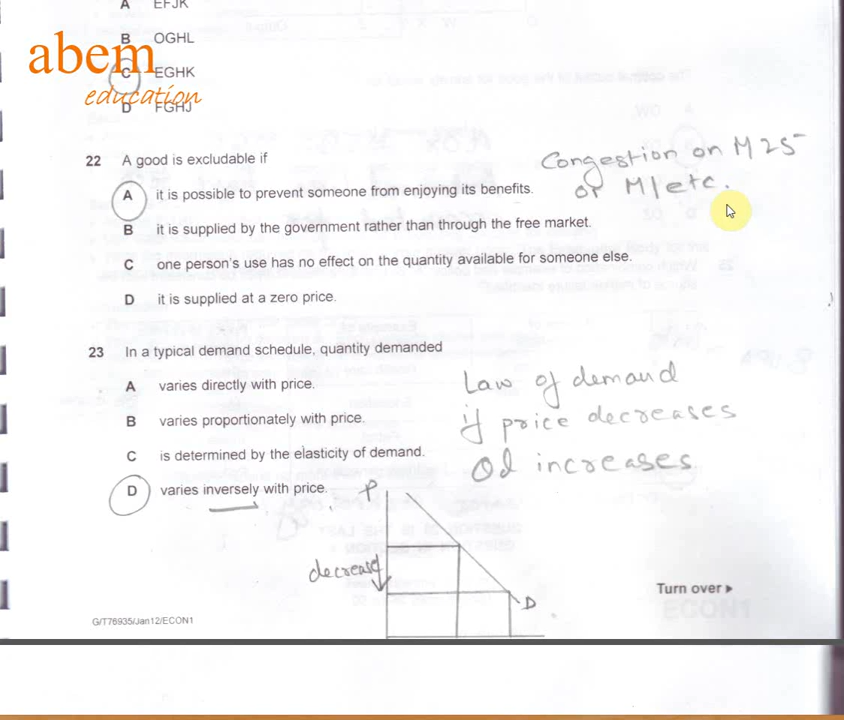 A EFJK
B OGHL
abem
C EGHK
education
D FGHJ
22 A good is excludable if
Congestion on M25
or M1etc.
A it is possible to prevent someone from enjoying its benefits.
B it is supplied by the government rather than through the free market.
C one person's use has no effect on the quantity available for someone else.
D it is supplied at a zero price.
23 In a typical demand schedule, quantity demanded
A varies directly with price.
Law of demand
B varies proportionately with price.
if price decreases
C is determined by the elasticity of demand.
Qd increases
D varies inversely with price.
P
decrease
D
Turn over
G/T76935/Jan12/ECON1
ECON1